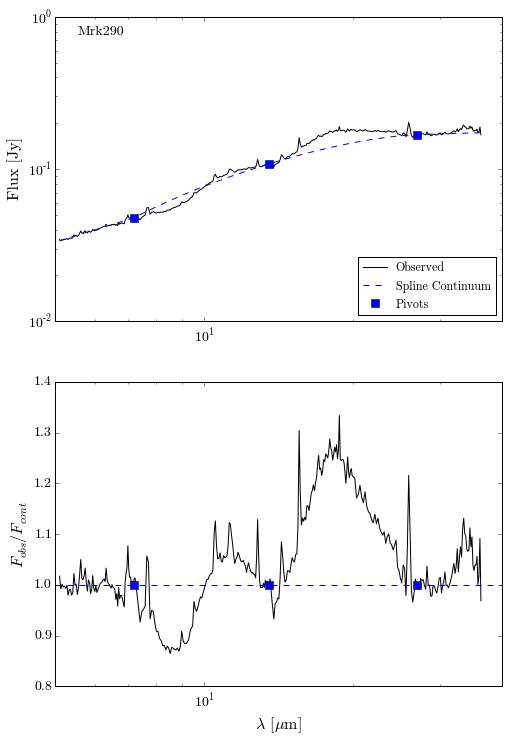 10^0
Mrk290
Flux [Jy]
10^-1
Observed
Spline Continuum
Pivots
10^-2
10^1
1.4
1.3
1.2
F_obs/F_cont
1.1
1.0
0.9
0.8
10^1
λ [μm]